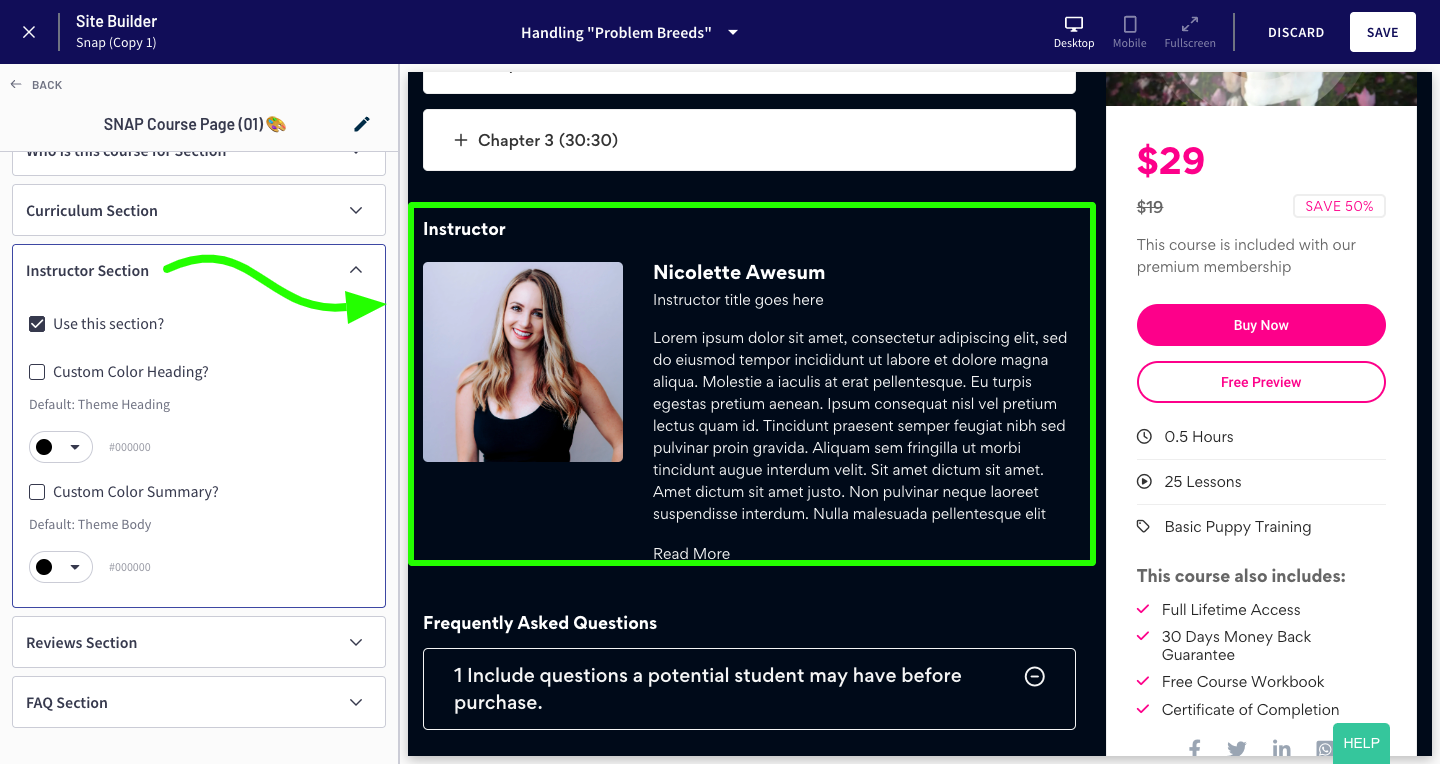 Site Builder
Snap (Copy 1)
Handling "Problem Breeds"
Desktop
Mobile
Fullscreen
DISCARD
SAVE
BACK
SNAP Course Page (01)🎨
Who is this course for Section
Curriculum Section
Instructor Section
Use this section?
Custom Color Heading?
Default: Theme Heading
#000000
Custom Color Summary?
Default: Theme Body
#000000
Reviews Section
FAQ Section
Chapter 3 (30:30)
Instructor
Nicolette Awesum
Instructor title goes here
Lorem ipsum dolor sit amet, consectetur adipiscing elit, sed
do eiusmod tempor incididunt ut labore et dolore magna
aliqua. Molestie a iaculis at erat pellentesque. Eu turpis
egestas pretium aenean. Ipsum consequat nisl vel pretium
lectus quam id. Tincidunt praesent semper feugiat nibh sed
pulvinar proin gravida. Aliquam sem fringilla ut morbi
tincidunt augue interdum velit. Sit amet dictum sit amet.
Amet dictum sit amet justo. Non pulvinar neque laoreet
suspendisse interdum. Nulla malesuada pellentesque elit
Read More
Frequently Asked Questions
1 Include questions a potential student may have before
purchase.
$29
$19
SAVE 50%
This course is included with our
premium membership
Buy Now
Free Preview
0.5 Hours
25 Lessons
Basic Puppy Training
This course also includes:
Full Lifetime Access
30 Days Money Back
Guarantee
Free Course Workbook
Certificate of Completion
HELP